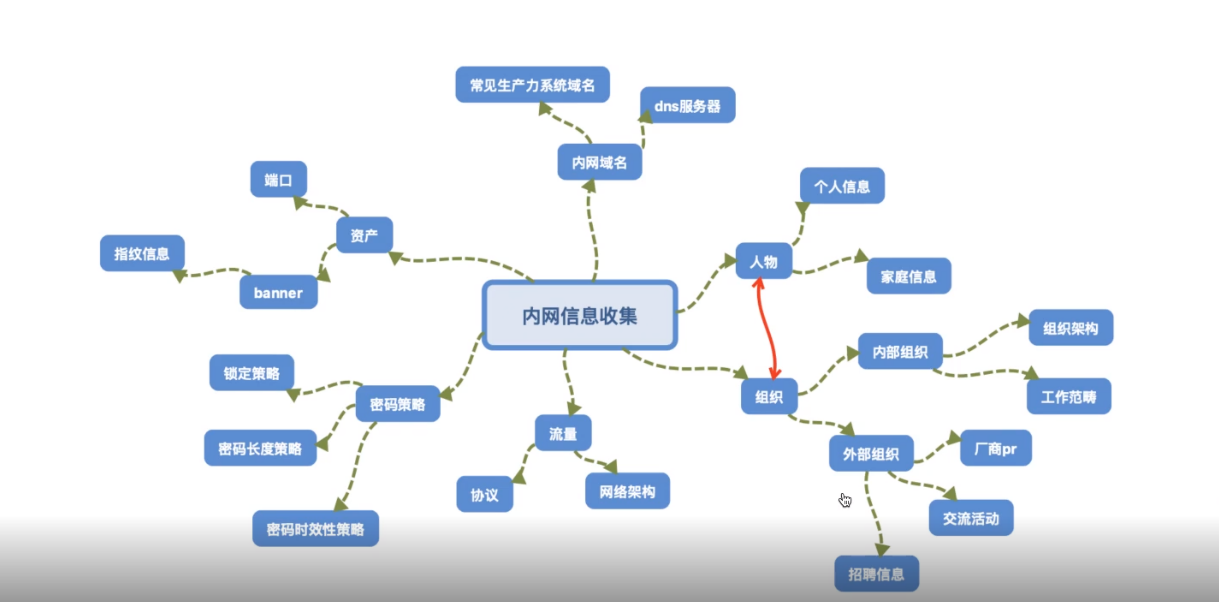 常见生产力系统域名
dns服务器
内网域名
端口
个人信息
资产
指纹信息
人物
家庭信息
banner
内网信息收集
组织架构
内部组织
锁定策略
组织
工作范畴
密码策略
流量
密码长度策略
外部组织
厂商pr
协议
网络架构
交流活动
密码时效性策略
招聘信息